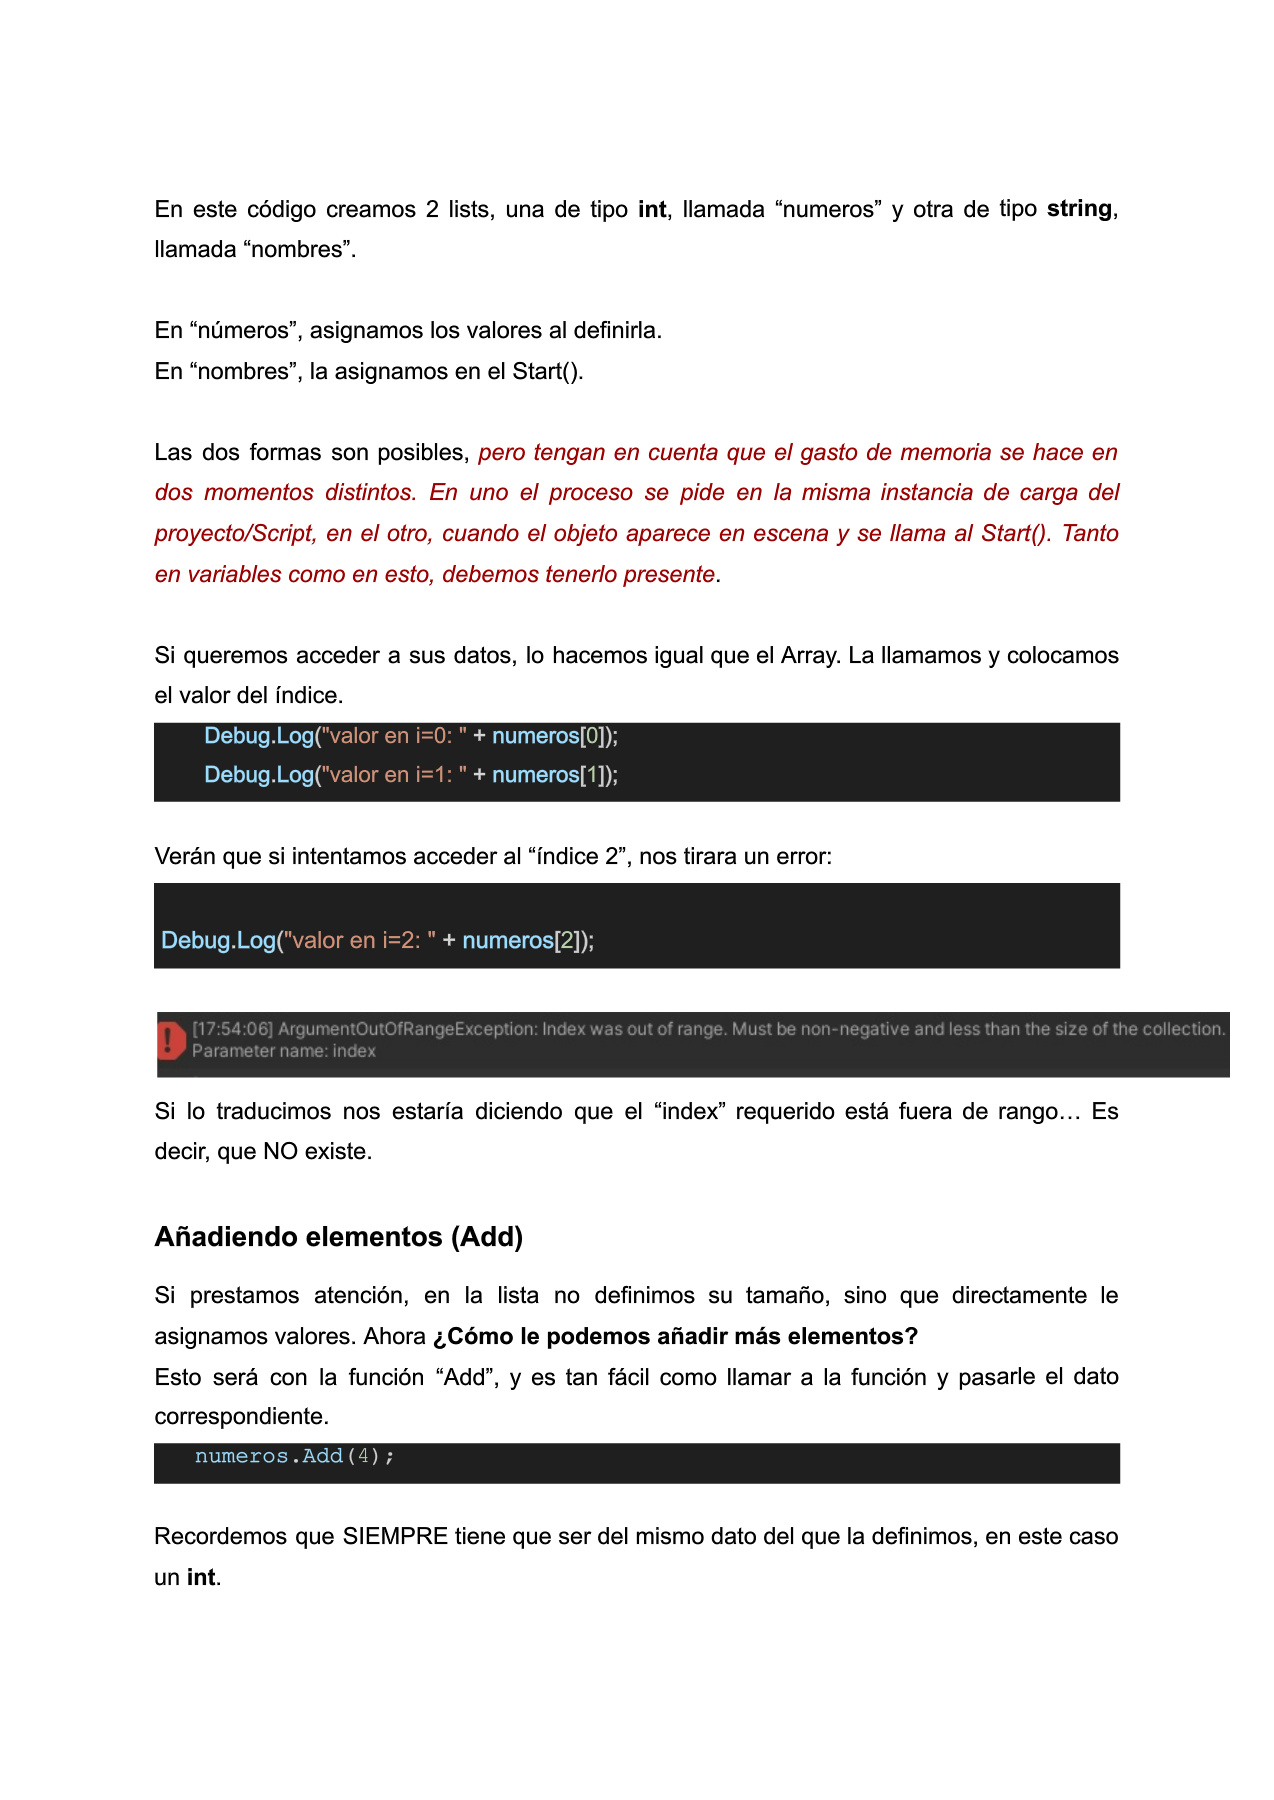 En este código creamos 2 lists, una de tipo int, llamada “numeros” y otra de tipo string,
llamada “nombres”.
En “números”, asignamos los valores al definirla.
En “nombres”, la asignamos en el Start().
Las dos formas son posibles, pero tengan en cuenta que el gasto de memoria se hace en
dos momentos distintos. En uno el proceso se pide en la misma instancia de carga del
proyecto/Script, en el otro, cuando el objeto aparece en escena y se llama al Start(). Tanto
en variables como en esto, debemos tenerlo presente.
Si queremos acceder a sus datos, lo hacemos igual que el Array. La llamamos y colocamos
el valor del índice.
Debug.Log("valor en i=0: " + numeros[0]);
Debug.Log("valor en i=1: " + numeros[1]);
Verán que si intentamos acceder al “índice 2”, nos tirara un error:
Debug.Log("valor en i=2: " + numeros[2]);
[17:54:06] ArgumentOutOfRangeException: Index was out of range. Must be non-negative and less than the size of the collection.
Parameter name: index
Si lo traducimos nos estaría diciendo que el “index” requerido está fuera de rango… Es
decir, que NO existe.
Añadiendo elementos (Add)
Si prestamos atención, en la lista no definimos su tamaño, sino que directamente le
asignamos valores. Ahora ¿Cómo le podemos añadir más elementos?
Esto será con la función “Add”, y es tan fácil como llamar a la función y pasarle el dato
correspondiente.
numeros.Add(4);
Recordemos que SIEMPRE tiene que ser del mismo dato del que la definimos, en este caso
un int.